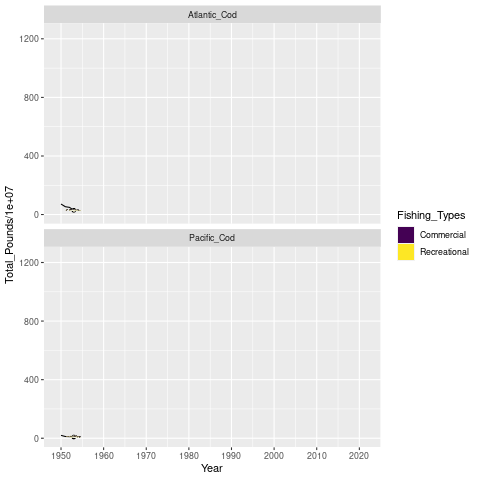 Atlantic_Cod
1200
800
400
0
Pacific_Cod
1200
800
400
0
1950 1960 1970 1980 1990 2000 2010 2020
Year
Total_Pounds/1e+07
Fishing_Types
Commercial
Recreational